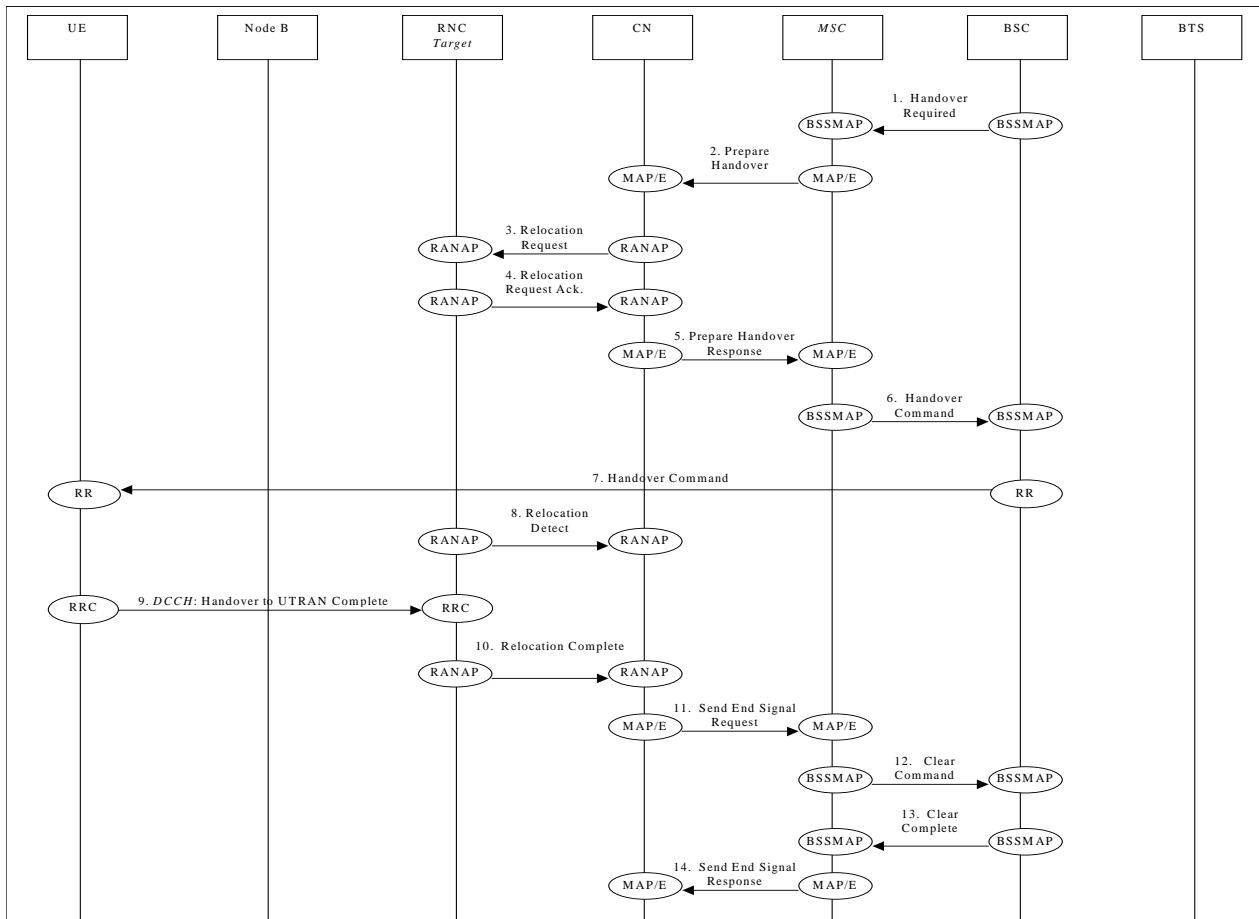 UE
Node B
RNC
Target
CN
MSC
BSC
BTS
1. Handover
Required
BSSMAP
BSSMAP
2. Prepare
Handover
MAP/E
MAP/E
3. Relocation
Request
RANAP
RANAP
4. Relocation
Request Ack.
RANAP
RANAP
5. Prepare Handover
Response
MAP/E
MAP/E
6. Handover
Command
BSSMAP
BSSMAP
7. Handover Command
RR
RR
8. Relocation
Detect
RANAP
RANAP
9. DCCH: Handover to UTRAN Complete
RRC
RRC
10. Relocation Complete
RANAP
RANAP
11. Send End Signal
Request
MAP/E
MAP/E
12. Clear
Command
BSSMAP
BSSMAP
13. Clear
Complete
BSSMAP
BSSMAP
14. Send End Signal
Response
MAP/E
MAP/E